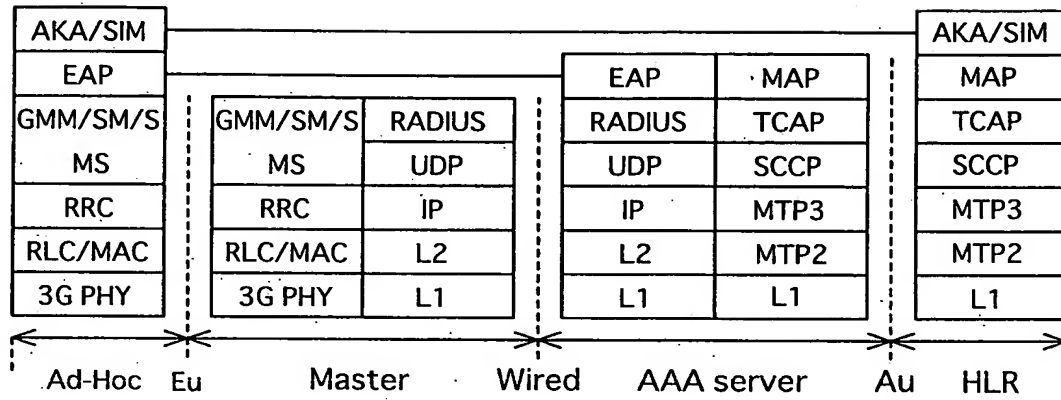 AKA/SIM AKA/SIM
EAP EAP MAP MAP
GMM/SM/S GMM/SM/S RADIUS RADIUS TCAP TCAP
MS MS UDP UDP SCCP SCCP
RRC RRC IP IP MTP3 MTP3
RLC/MAC RLC/MAC L2 L2 MTP2 MTP2
3G PHY 3G PHY L1 L1 L1 L1
Ad-Hoc Eu Master Wired AAA server Au HLR